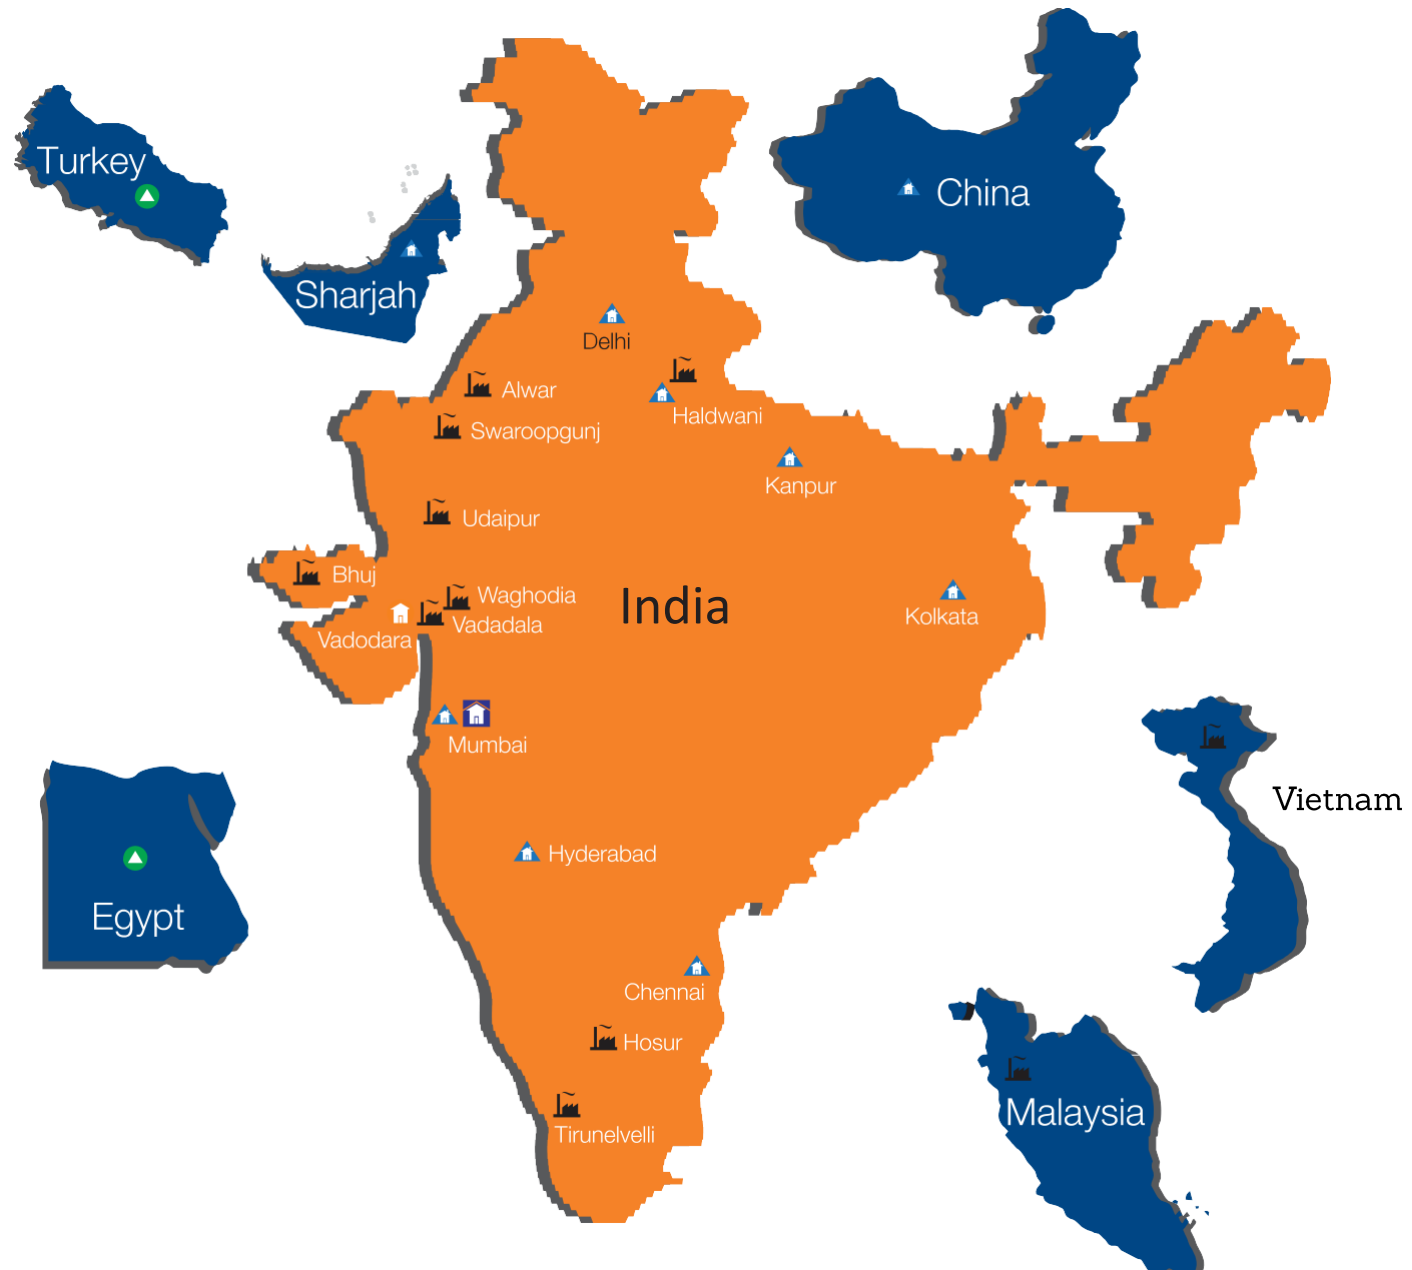 Turkey
China
Sharjah
Delhi
Alwar
Haldwani
Swaroopgunj
Kanpur
Udaipur
Bhuj
Waghodia
India
Kolkata
Vadadala
Vadodara
Mumbai
Vietnam
Hyderabad
Egypt
Chennai
Hosur
Malaysia
Tirunelvelli